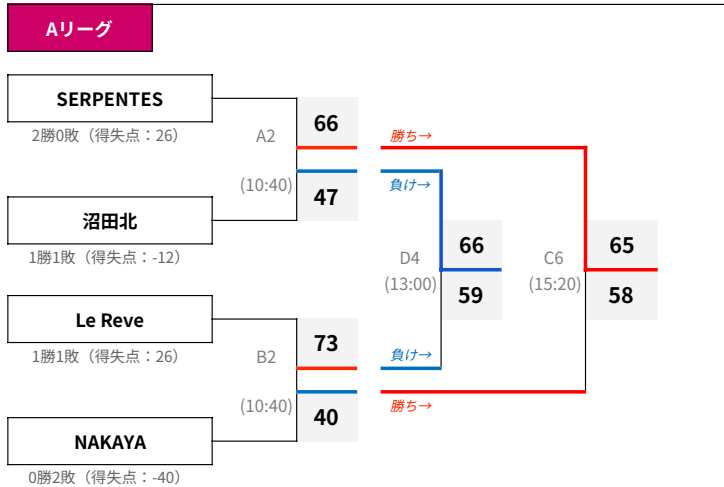 Aリーグ
SERPENTES
2勝0敗（得失点：26）
A2
(10:40)
66
47
沼田北
1勝1敗（得失点：-12）
勝ち→
負け→
D4
(13:00)
66
59
C6
(15:20)
65
58
Le Reve
1勝1敗（得失点：26）
B2
(10:40)
73
40
負け→
勝ち→
NAKAYA
0勝2敗（得失点：-40）